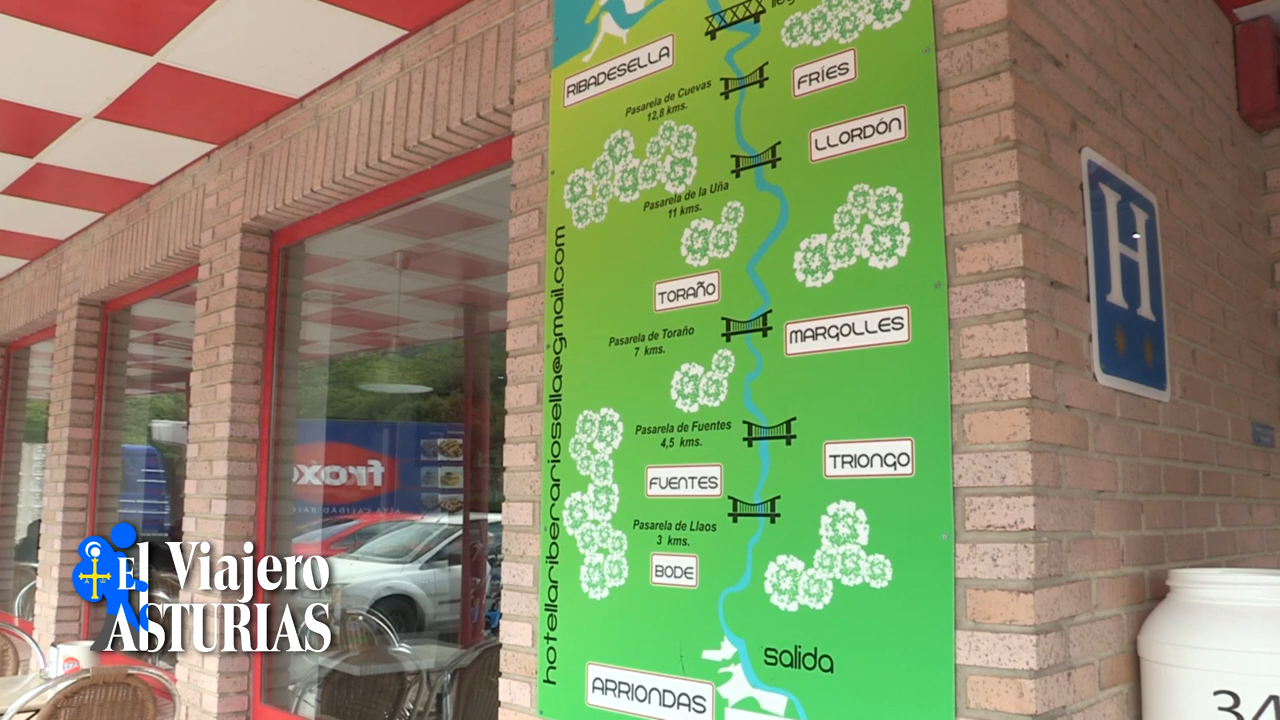 RIBADESELLA
Pasarela de Cuevas
12,8 kms.
FRÍES
LLORDÓN
Pasarela de la Uña
11 kms.
TORAÑO
MARGOLLES
Pasarela de Toraño
7 kms.
Pasarela de Fuentes
4,5 kms.
FUENTES
TRIONGO
Pasarela de Llaos
3 kms.
BODE
salida
ARRIONDAS
hotellariberariosella@gmail.com
H
34
El Viajero
ASTURIAS